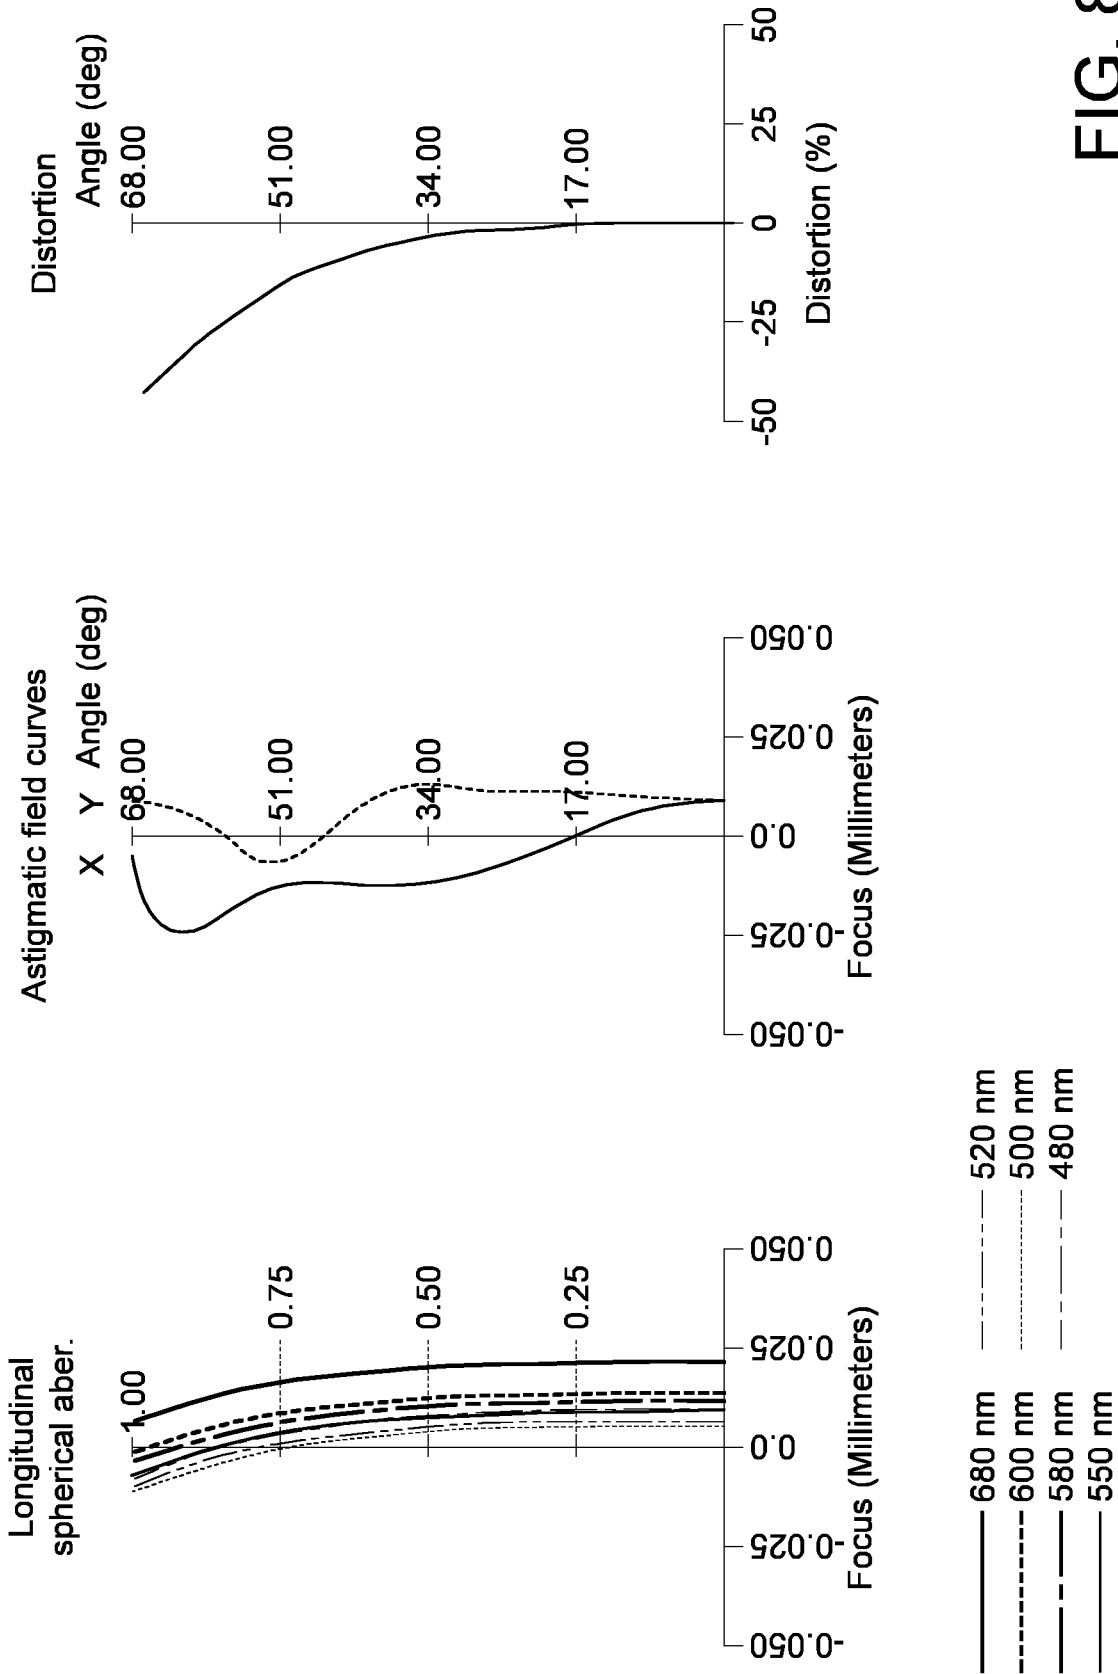 Longitudinal
spherical aber.
1.00
0.75
0.50
0.25
-0.050
-0.025
0.0
0.025
0.050
Focus (Millimeters)
Astigmatic field curves
X Y Angle (deg)
68.00
51.00
34.00
17.00
-0.050
-0.025
0.0
0.025
0.050
Focus (Millimeters)
Distortion
Angle (deg)
68.00
51.00
34.00
17.00
-50
-25
0
25
50
Distortion (%)
680 nm
600 nm
580 nm
550 nm
520 nm
500 nm
480 nm
FIG. 8